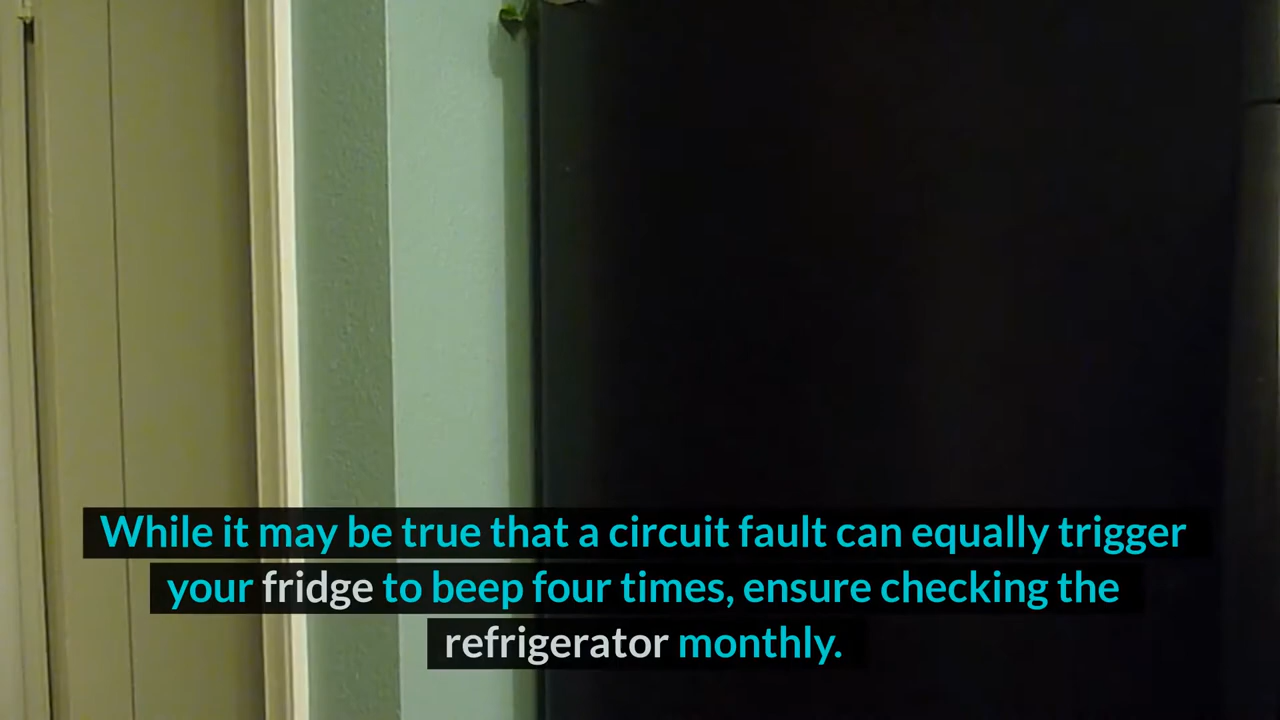 While it may be true that a circuit fault can equally trigger
your fridge to beep four times, ensure checking the
refrigerator monthly.